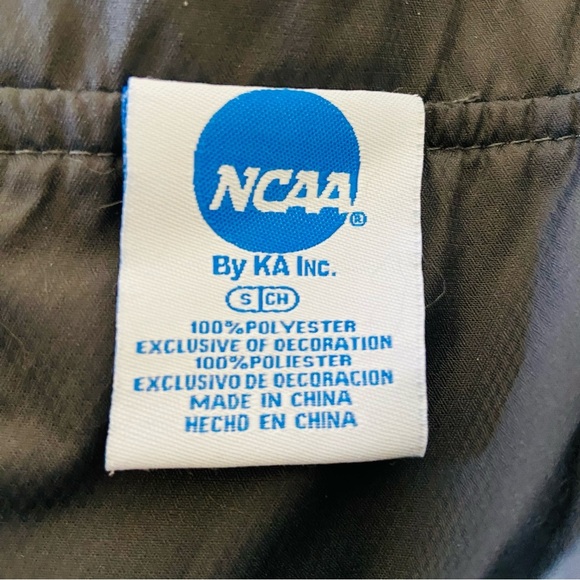 NCAA®
By KA Inc.
S CH
100%POLYESTER
EXCLUSIVE OF DECORATION
100%POLIESTER
EXCLUSIVO DE DECORACION
MADE IN CHINA
HECHO EN CHINA